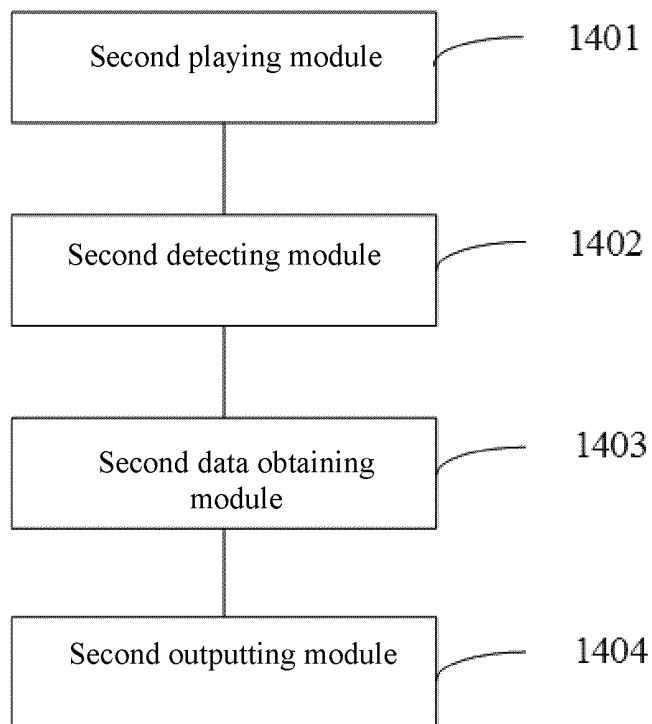 Second playing module 1401
Second detecting module 1402
Second data obtaining 1403
module
Second outputting module 1404